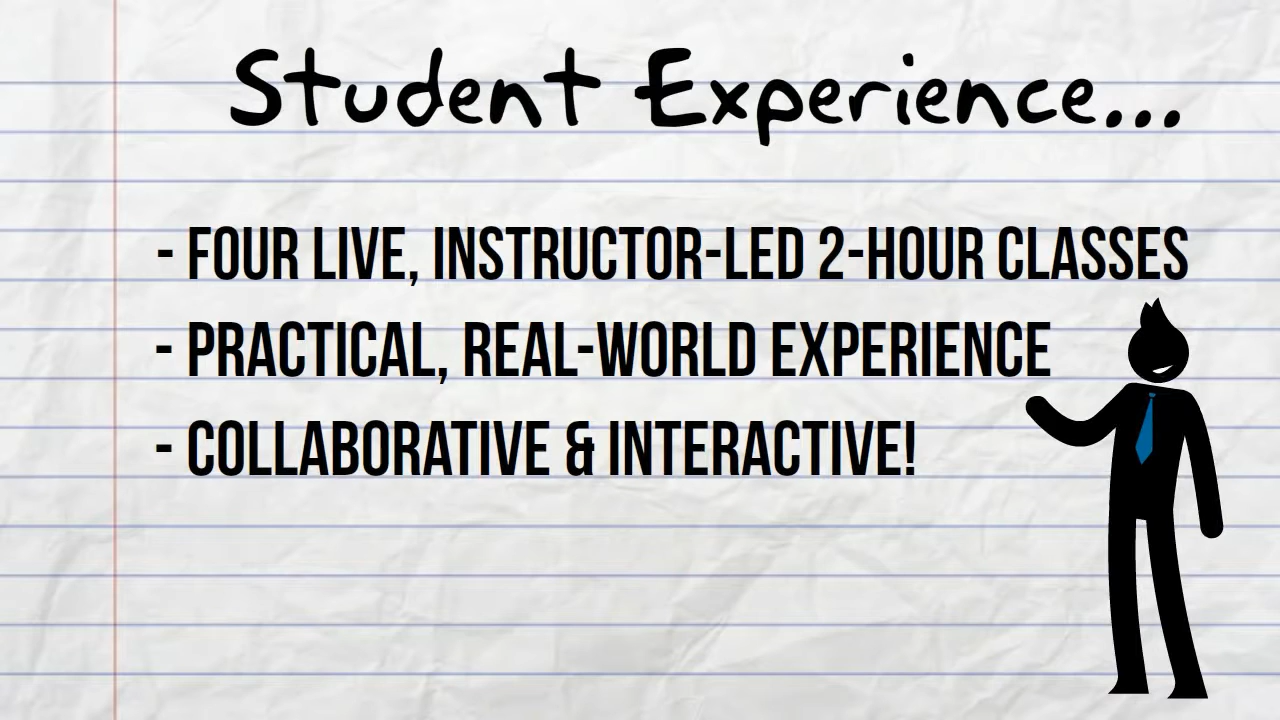 Student Experience...
- FOUR LIVE, INSTRUCTOR-LED 2-HOUR CLASSES
- PRACTICAL, REAL-WORLD EXPERIENCE
- COLLABORATIVE & INTERACTIVE!